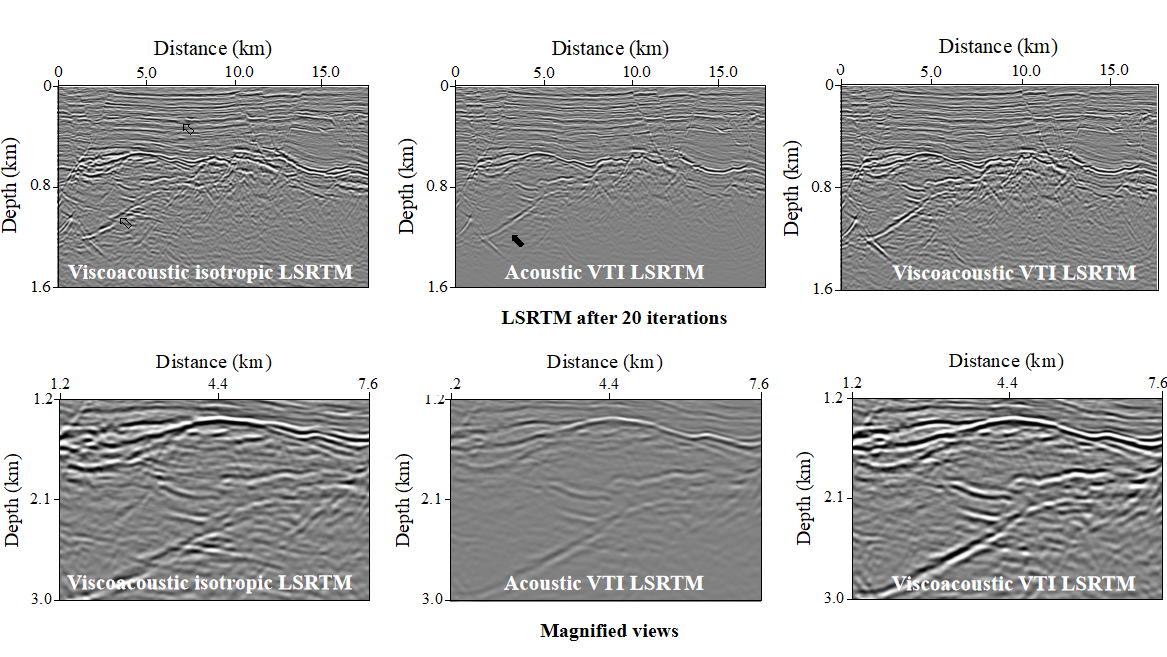 Distance (km)
Distance (km)
Distance (km)
0 5.0 10.0 15.0
0 5.0 10.0 15.0
0 5.0 10.0 15.0
0
0.8
1.6
Depth (km)
Viscoacoustic isotropic LSRTM
0
0.8
1.6
Depth (km)
Acoustic VTI LSRTM
0
0.8
1.6
Depth (km)
Viscoacoustic VTI LSRTM
LSRTM after 20 iterations
Distance (km)
Distance (km)
Distance (km)
1.2 4.4 7.6
.2 4.4 7.6
1.2 4.4 7.6
1.2
2.1
3.0
Depth (km)
Viscoacoustic isotropic LSRTM
1.2
2.1
3.0
Depth (km)
Acoustic VTI LSRTM
1.2
2.1
3.0
Depth (km)
Viscoacoustic VTI LSRTM
Magnified views